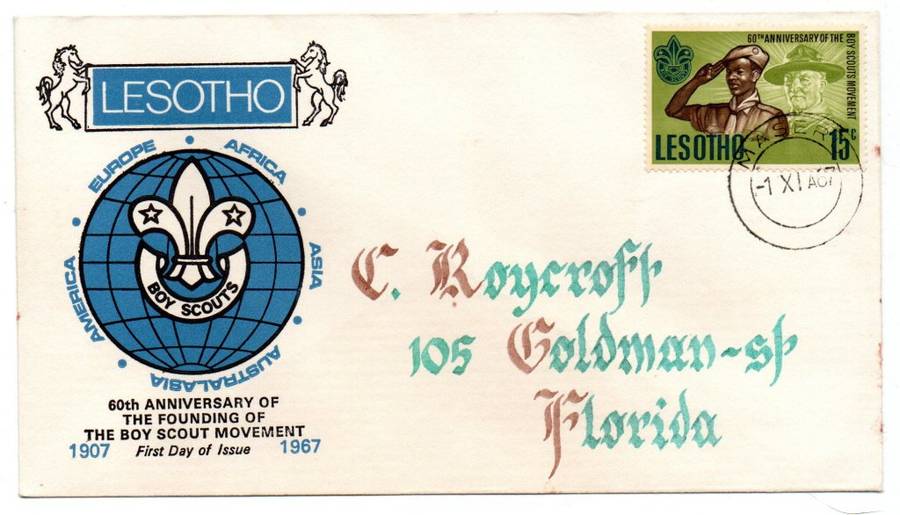 LESOTHO
EUROPE
AFRICA
ASIA
AUSTRALASIA
AMERICA
BOY SCOUTS
60th ANNIVERSARY OF
THE FOUNDING OF
THE BOY SCOUT MOVEMENT
1907 First Day of Issue 1967
60TH ANNIVERSARY OF THE
BOY SCOUTS MOVEMENT
LESOTHO 15c
MASERU
-1 XI A67
C. Roycroft
105 Goldman-st
Florida